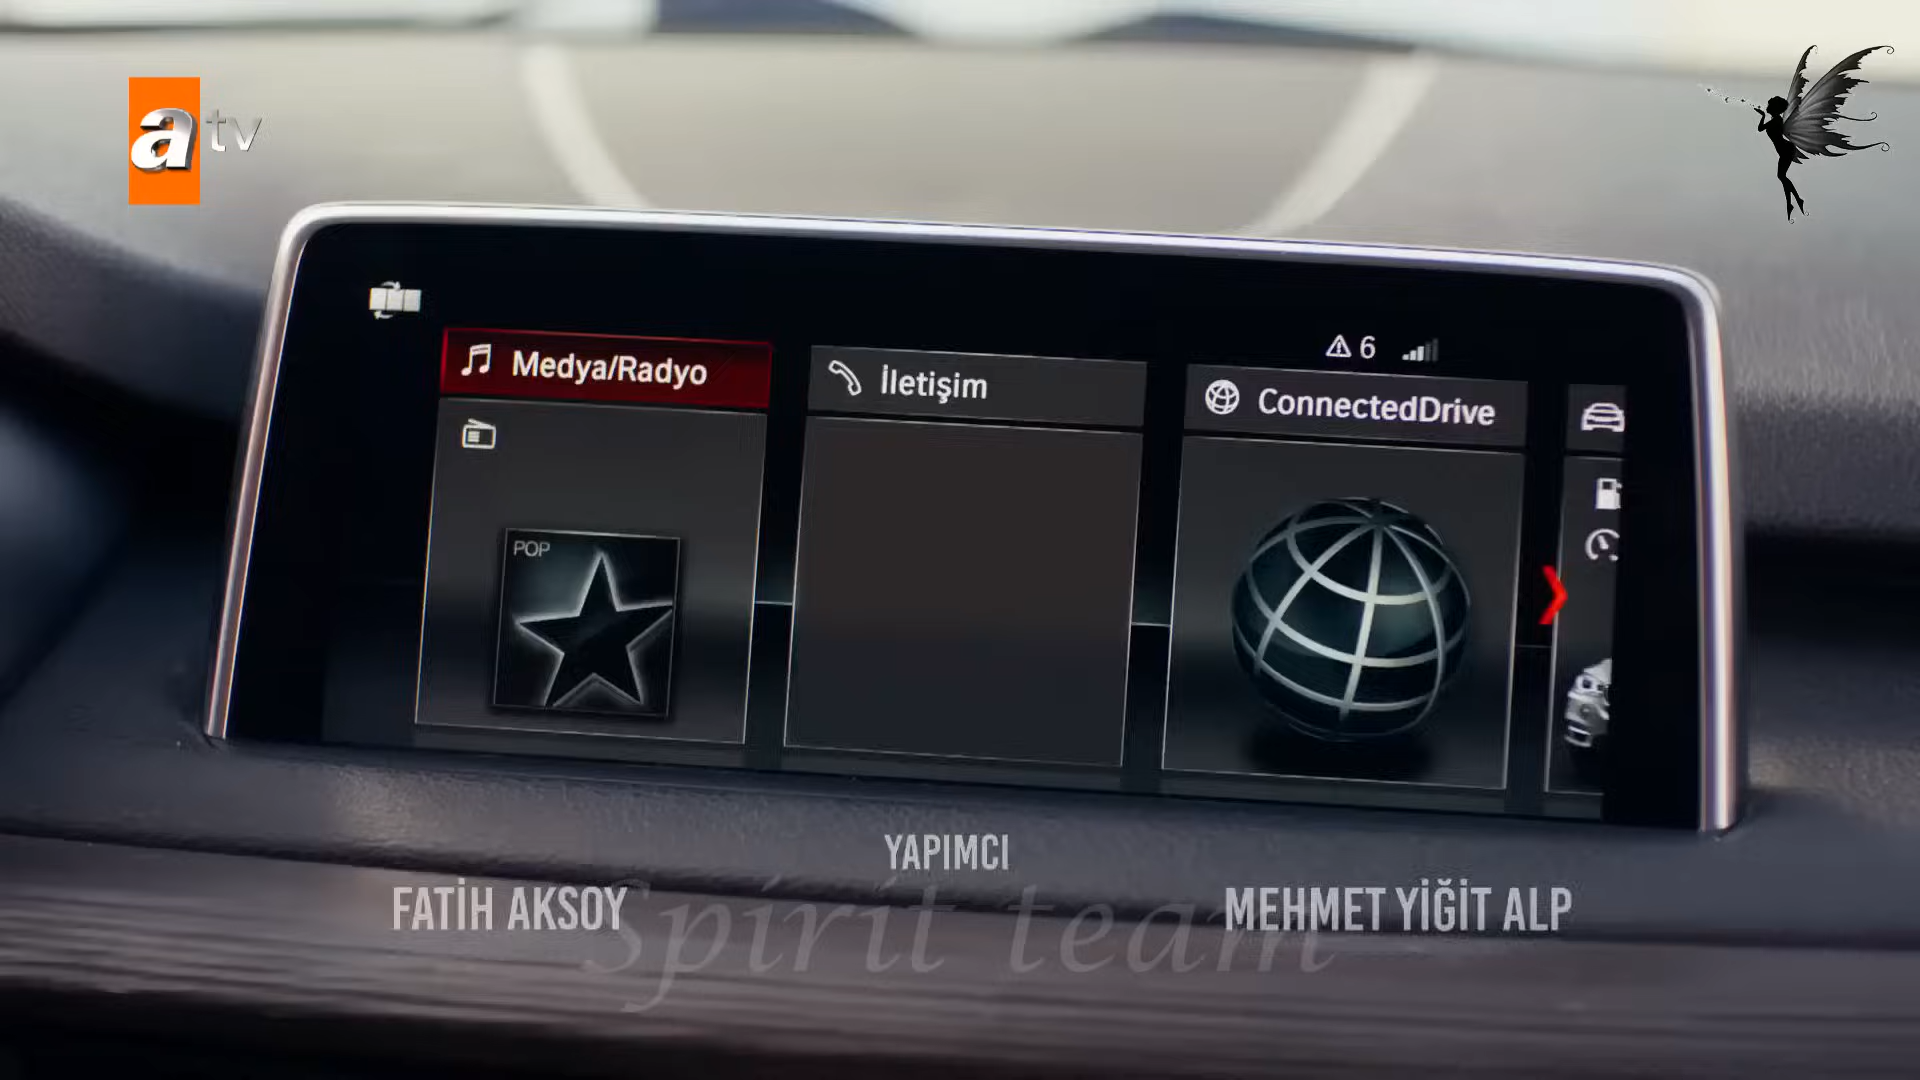 atv
6
Medya/Radyo
İletişim
ConnectedDrive
POP
YAPIMCI
FATİH AKSOY
MEHMET YİĞİT ALP
Spirit team